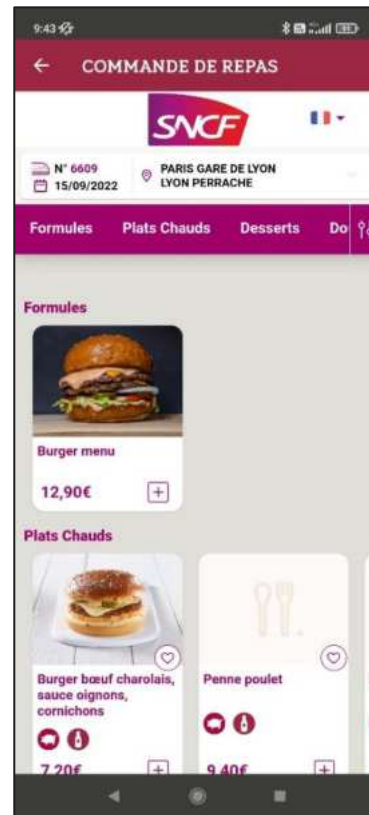 9:43
COMMANDE DE REPAS
SNCF
N° 6609
15/09/2022
PARIS GARE DE LYON
LYON PERRACHE
Formules Plats Chauds Desserts Do
Formules
Burger menu
12,90€
Plats Chauds
Burger bœuf charolais,
sauce oignons,
cornichons
7,20€
Penne poulet
9,40€